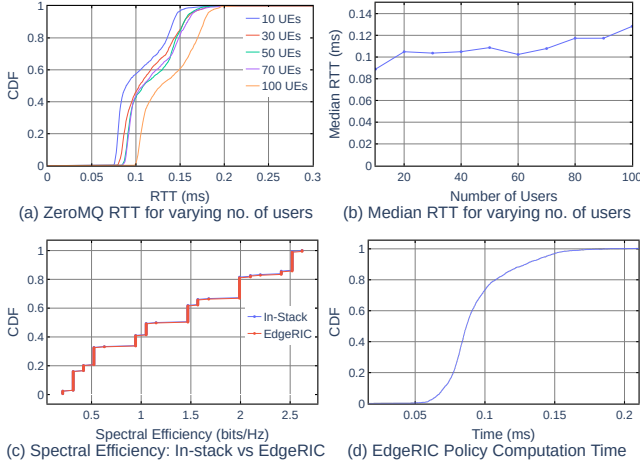 CDF
1
0.8
0.6
0.4
0.2
0
0 0.05 0.1 0.15 0.2 0.25 0.3
RTT (ms)
10 UEs
30 UEs
50 UEs
70 UEs
100 UEs
(a) ZeroMQ RTT for varying no. of users
Median RTT (ms)
0.14
0.12
0.1
0.08
0.06
0.04
0.02
0
20 40 60 80 100
Number of Users
(b) Median RTT for varying no. of users
CDF
1
0.8
0.6
0.4
0.2
0
0.5 1 1.5 2 2.5
Spectral Efficiency (bits/Hz)
In-Stack
EdgeRIC
(c) Spectral Efficiency: In-stack vs EdgeRIC
CDF
1
0.8
0.6
0.4
0.2
0
0.05 0.1 0.15 0.2
Time (ms)
(d) EdgeRIC Policy Computation Time